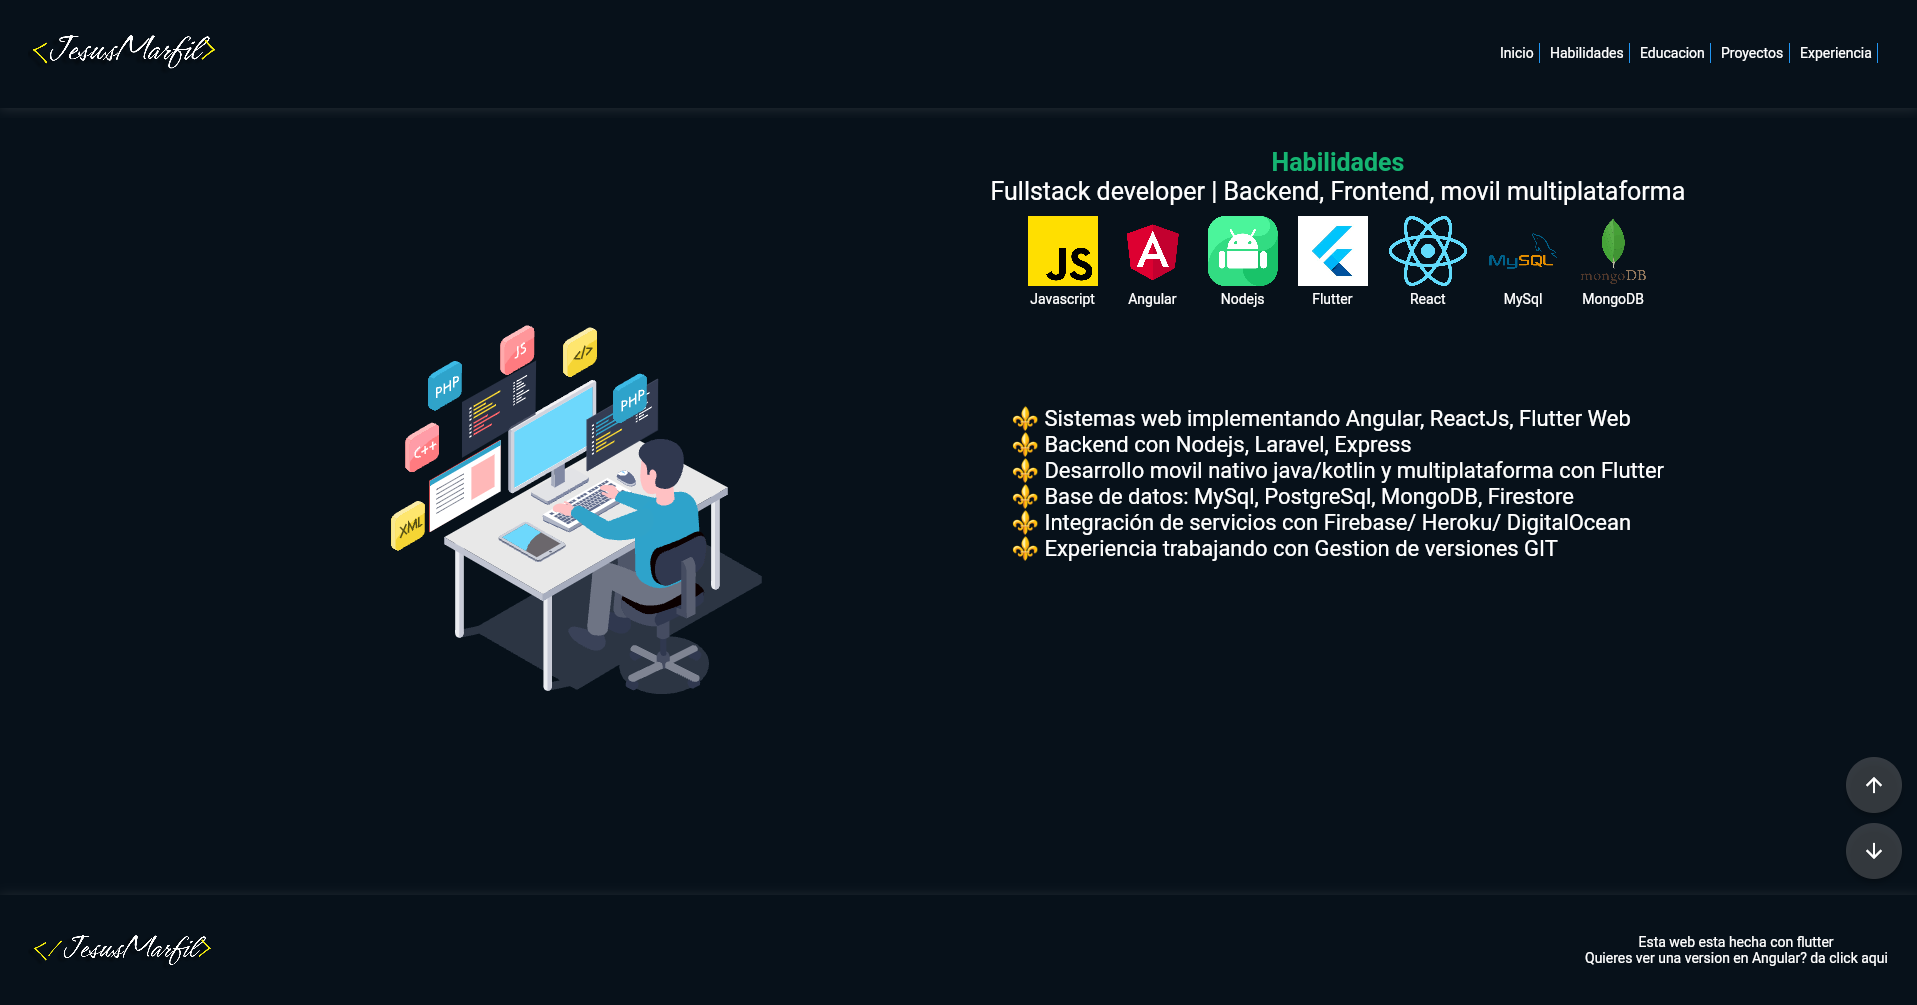 <JesusMarfil>
Inicio
Habilidades
Educacion
Proyectos
Experiencia
Habilidades
Fullstack developer | Backend, Frontend, movil multiplataforma
JS
A
MySQL
mongoDB
Javascript
Angular
Nodejs
Flutter
React
MySql
MongoDB
JS
</>
PHP
PHP
C++
XML
Sistemas web implementando Angular, ReactJs, Flutter Web
Backend con Nodejs, Laravel, Express
Desarrollo movil nativo java/kotlin y multiplataforma con Flutter
Base de datos: MySql, PostgreSql, MongoDB, Firestore
Integración de servicios con Firebase/ Heroku/ DigitalOcean
Experiencia trabajando con Gestion de versiones GIT
</JesusMarfil>
Esta web esta hecha con flutter
Quieres ver una version en Angular? da click aqui